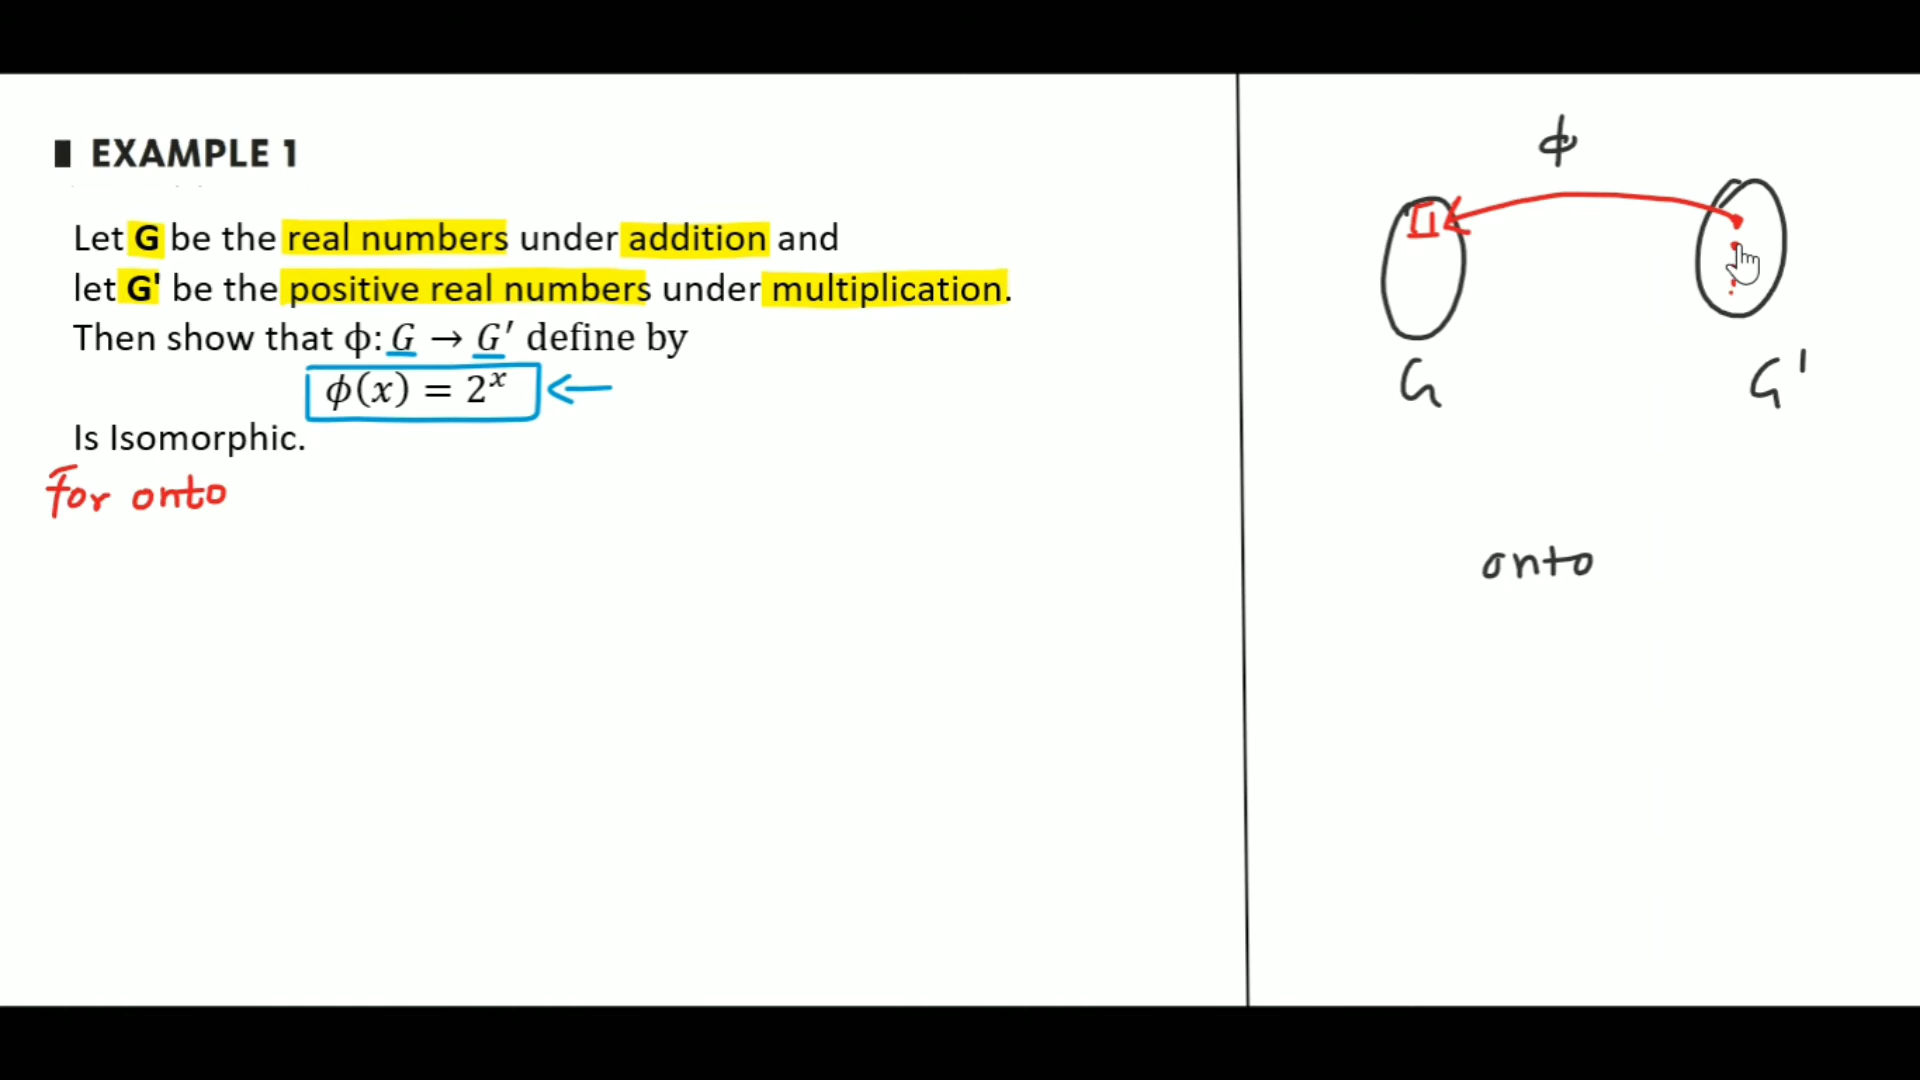 EXAMPLE 1
Let G be the real numbers under addition and
let G' be the positive real numbers under multiplication.
Then show that ϕ: G → G′ define by
ϕ(x) = 2ˣ
Is Isomorphic.
For onto
ϕ
G G'
onto